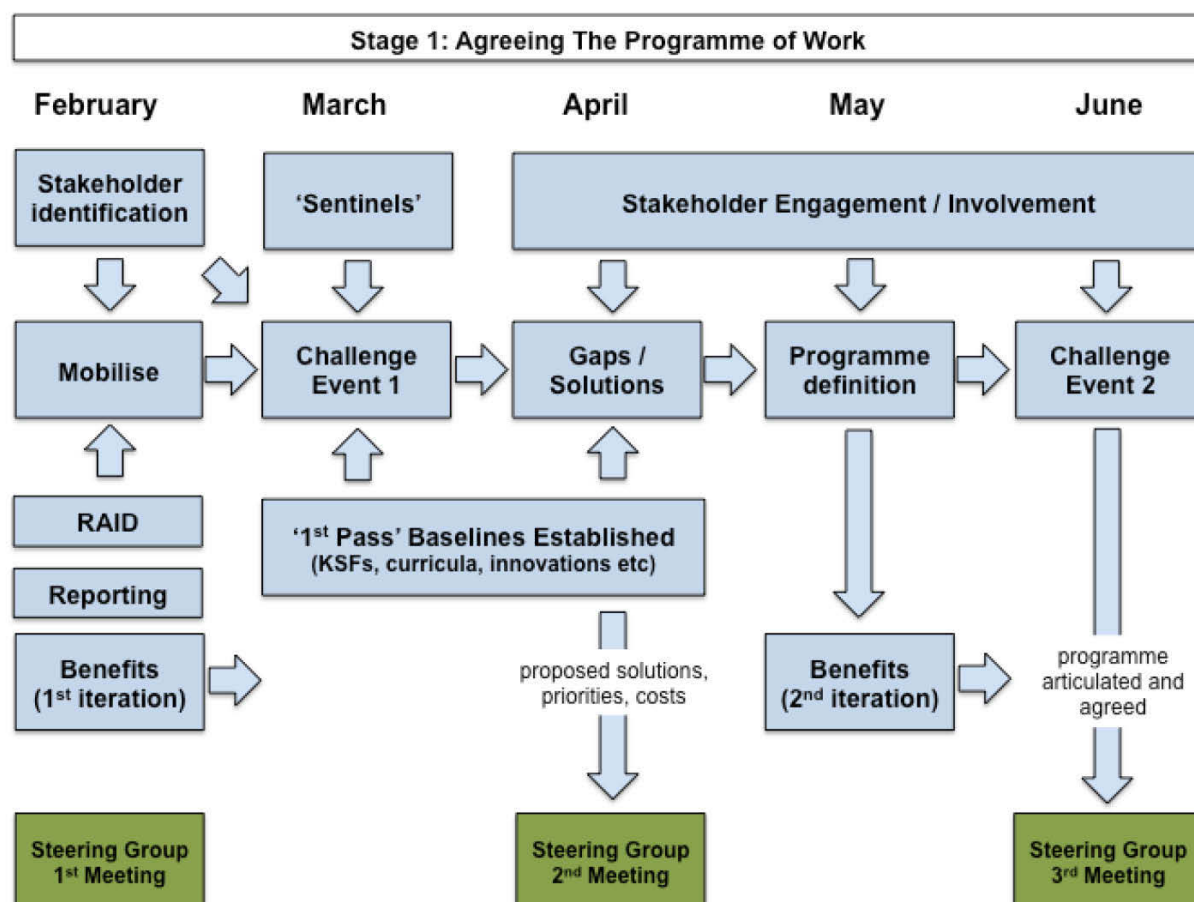 Stage 1: Agreeing The Programme of Work
February
March
April
May
June
Stakeholder
identification
‘Sentinels’
Stakeholder Engagement / Involvement
Mobilise
Challenge
Event 1
Gaps /
Solutions
Programme
definition
Challenge
Event 2
RAID
Reporting
Benefits
(1st iteration)
‘1st Pass’ Baselines Established
(KSFs, curricula, innovations etc)
proposed solutions,
priorities, costs
Benefits
(2nd iteration)
programme
articulated and
agreed
Steering Group
1st Meeting
Steering Group
2nd Meeting
Steering Group
3rd Meeting